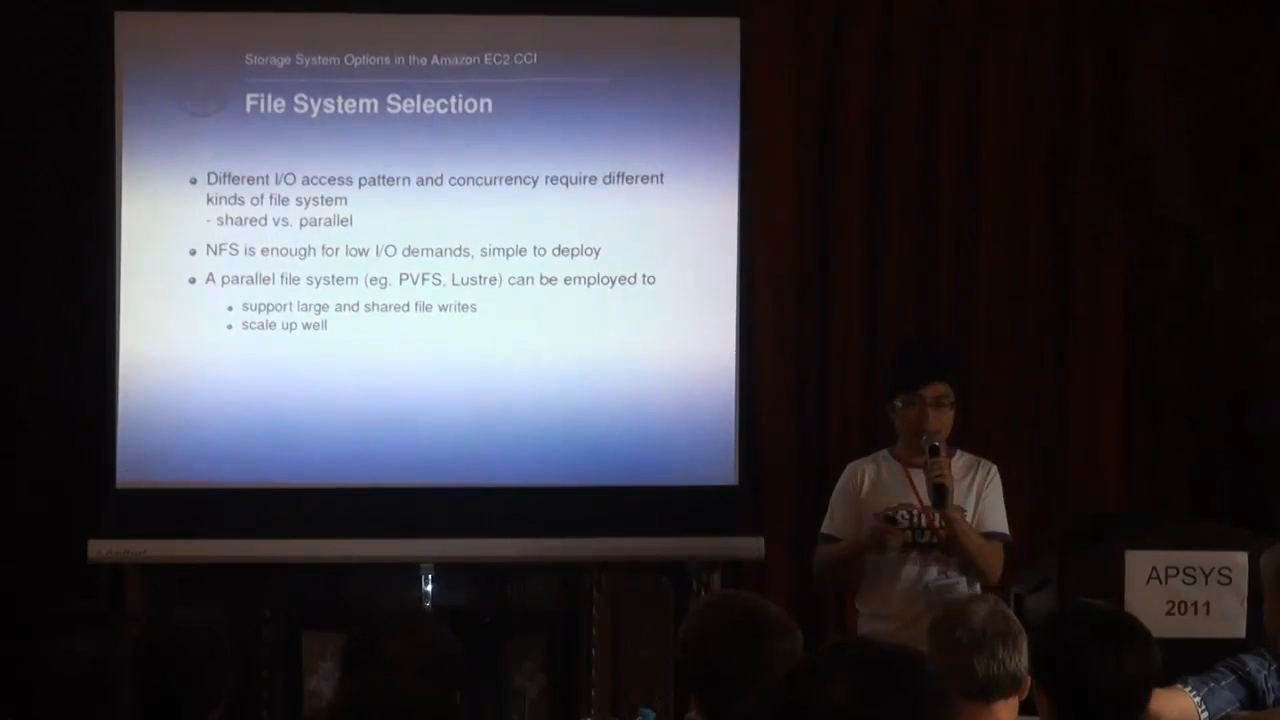 Storage System Options in the Amazon EC2 CCI
File System Selection
Different I/O access pattern and concurrency require different
kinds of file system
- shared vs. parallel
NFS is enough for low I/O demands, simple to deploy
A parallel file system (eg. PVFS, Lustre) can be employed to
support large and shared file writes
scale up well
APSYS
2011